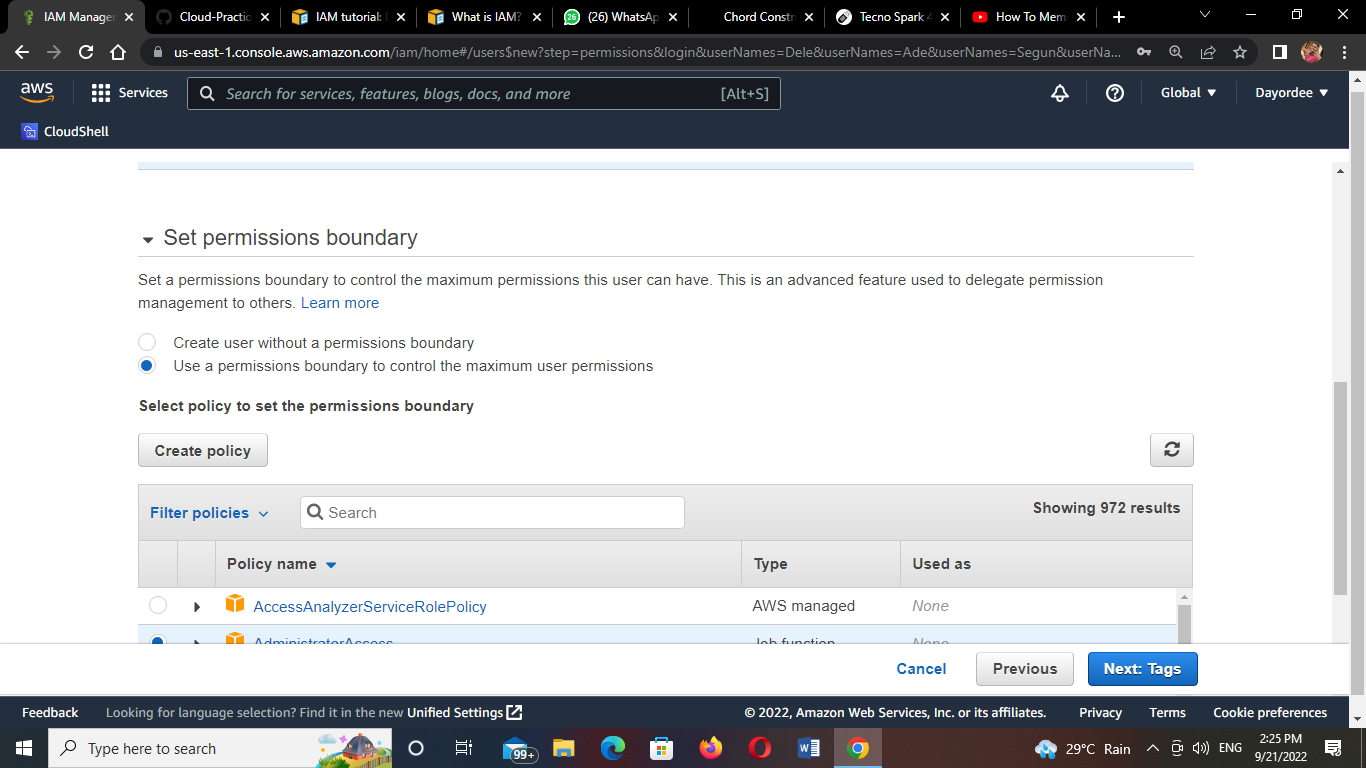 IAM Manager
Cloud-Practic
IAM tutorial:
What is IAM?
(26) WhatsAp
Chord Constr
Tecno Spark 4
How To Mem
us-east-1.console.aws.amazon.com/iam/home#/users$new?step=permissions&login&userNames=Dele&userNames=Ade&userNames=Segun&userNa...
aws
Services
Search for services, features, blogs, docs, and more
[Alt+S]
Global
Dayordee
CloudShell
Set permissions boundary
Set a permissions boundary to control the maximum permissions this user can have. This is an advanced feature used to delegate permission
management to others. Learn more
Create user without a permissions boundary
Use a permissions boundary to control the maximum user permissions
Select policy to set the permissions boundary
Create policy
Filter policies
Search
Showing 972 results
Policy name
Type
Used as
AccessAnalyzerServiceRolePolicy
AWS managed
None
AdministratorAccess
Job function
None
Cancel
Previous
Next: Tags
Feedback
Looking for language selection? Find it in the new Unified Settings
© 2022, Amazon Web Services, Inc. or its affiliates.
Privacy
Terms
Cookie preferences
Type here to search
99+
29°C Rain
ENG
2:25 PM
9/21/2022